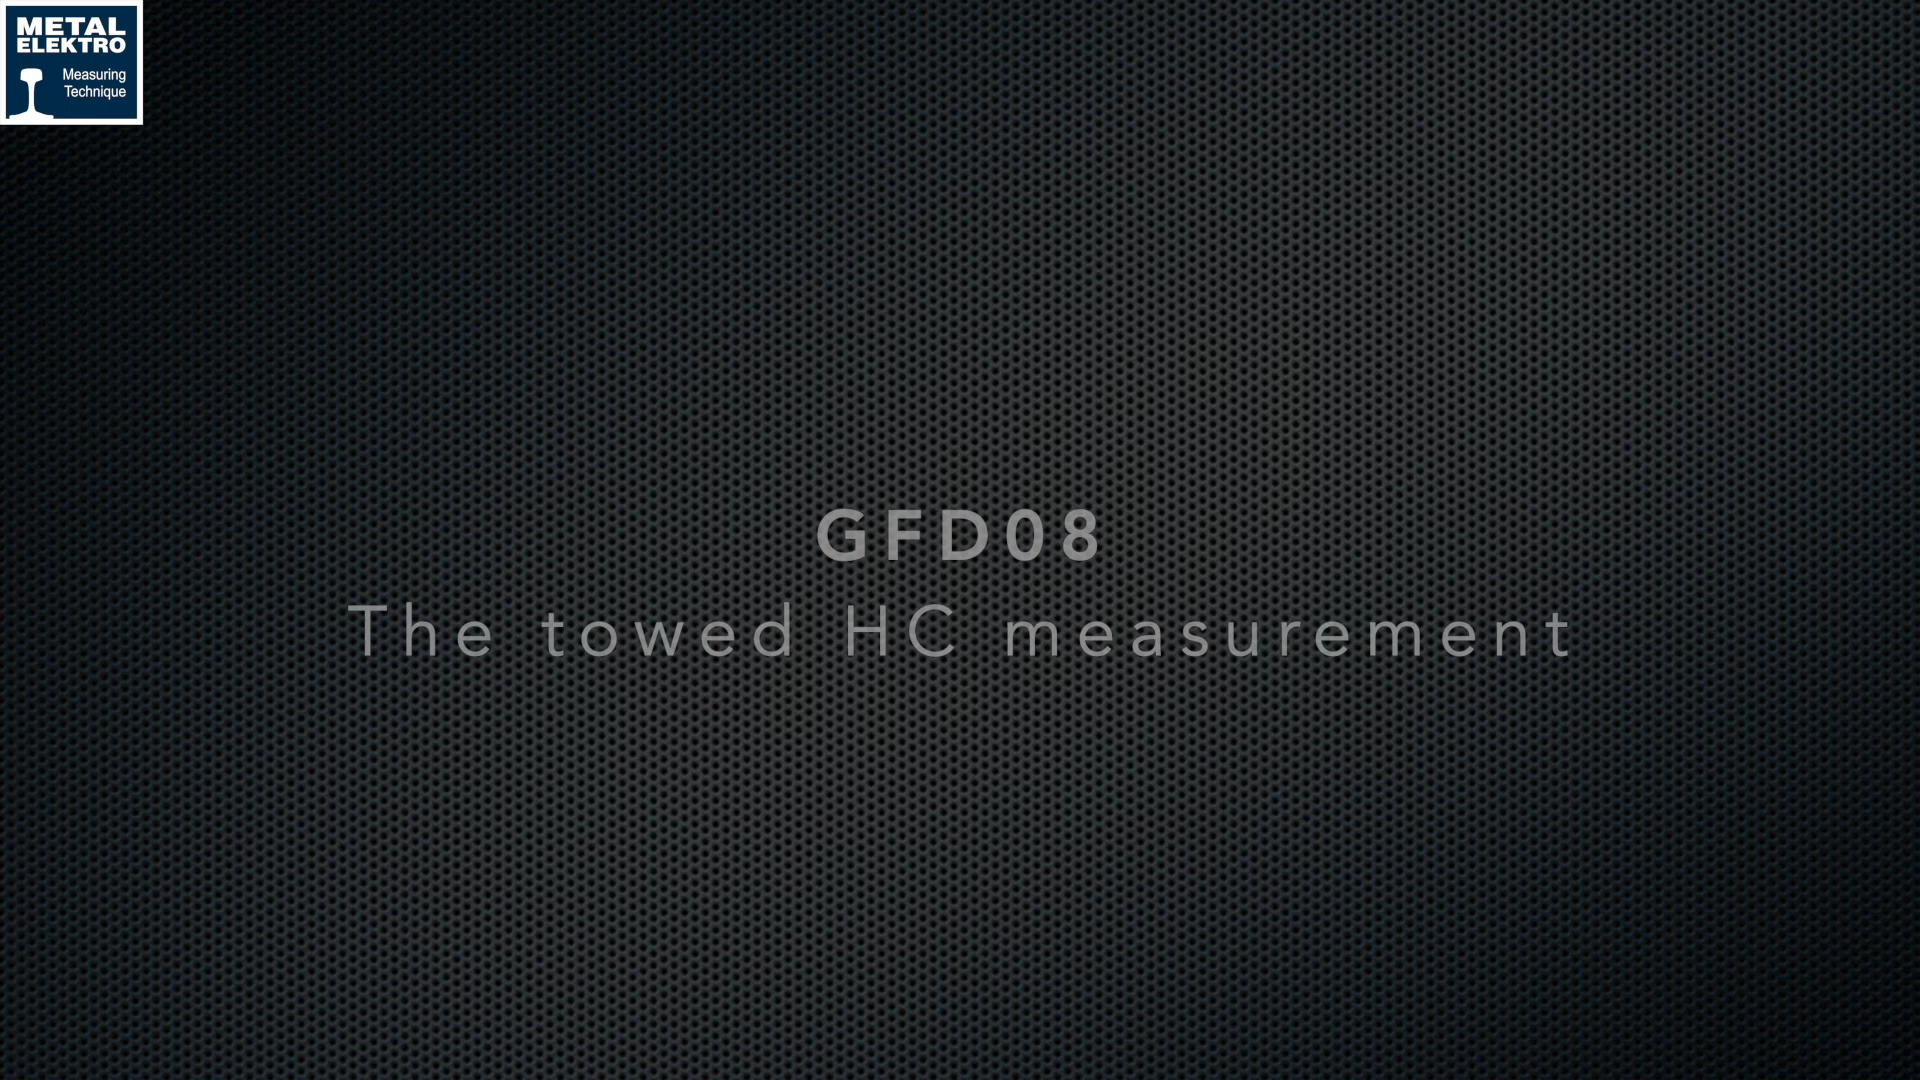 METAL
ELEKTRO
Measuring
Technique
GFD08
The towed HC measurement